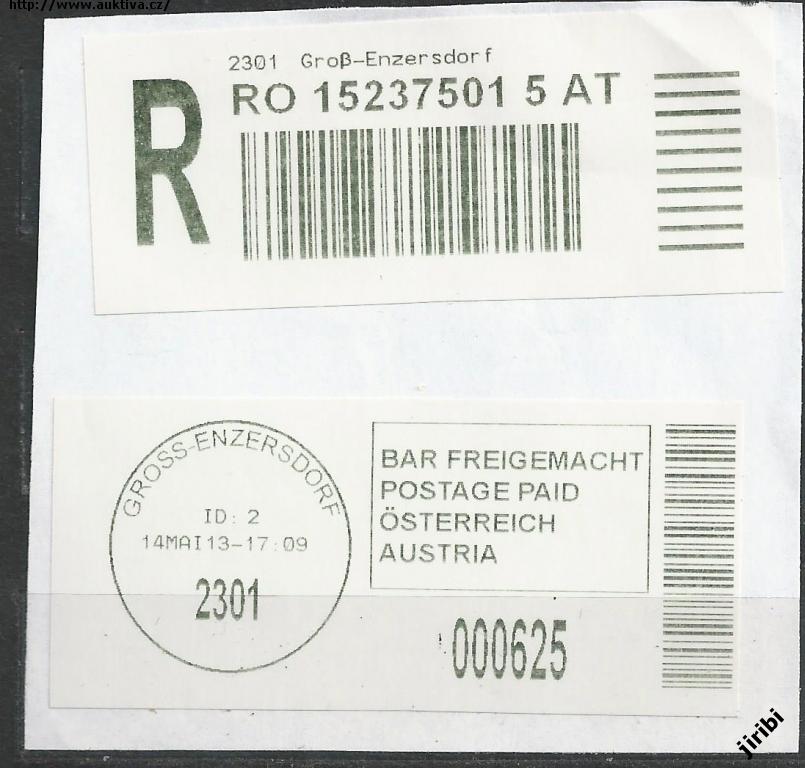 http://www.auktiva.cz/
2301 Groß-Enzersdorf
R
RO 15237501 5 AT
GROSS-ENZERSDORF
ID: 2
14MAI13-17:09
2301
BAR FREIGEMACHT
POSTAGE PAID
ÖSTERREICH
AUSTRIA
000625
jiribi